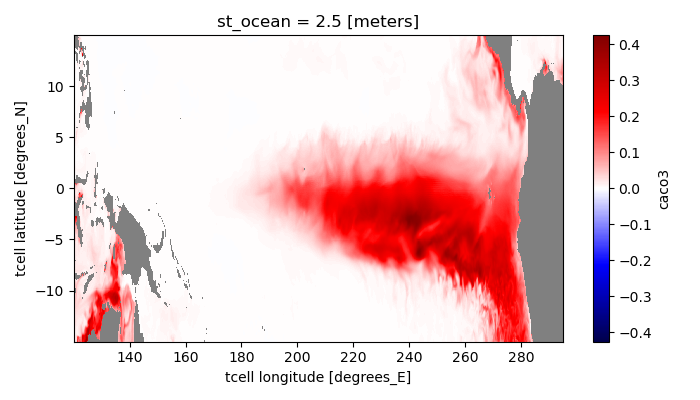 st_ocean = 2.5 [meters]
tcell latitude [degrees_N]
10
5
0
−5
−10
140 160 180 200 220 240 260 280
tcell longitude [degrees_E]
0.4
0.3
0.2
0.1
0.0
−0.1
−0.2
−0.3
−0.4
caco3